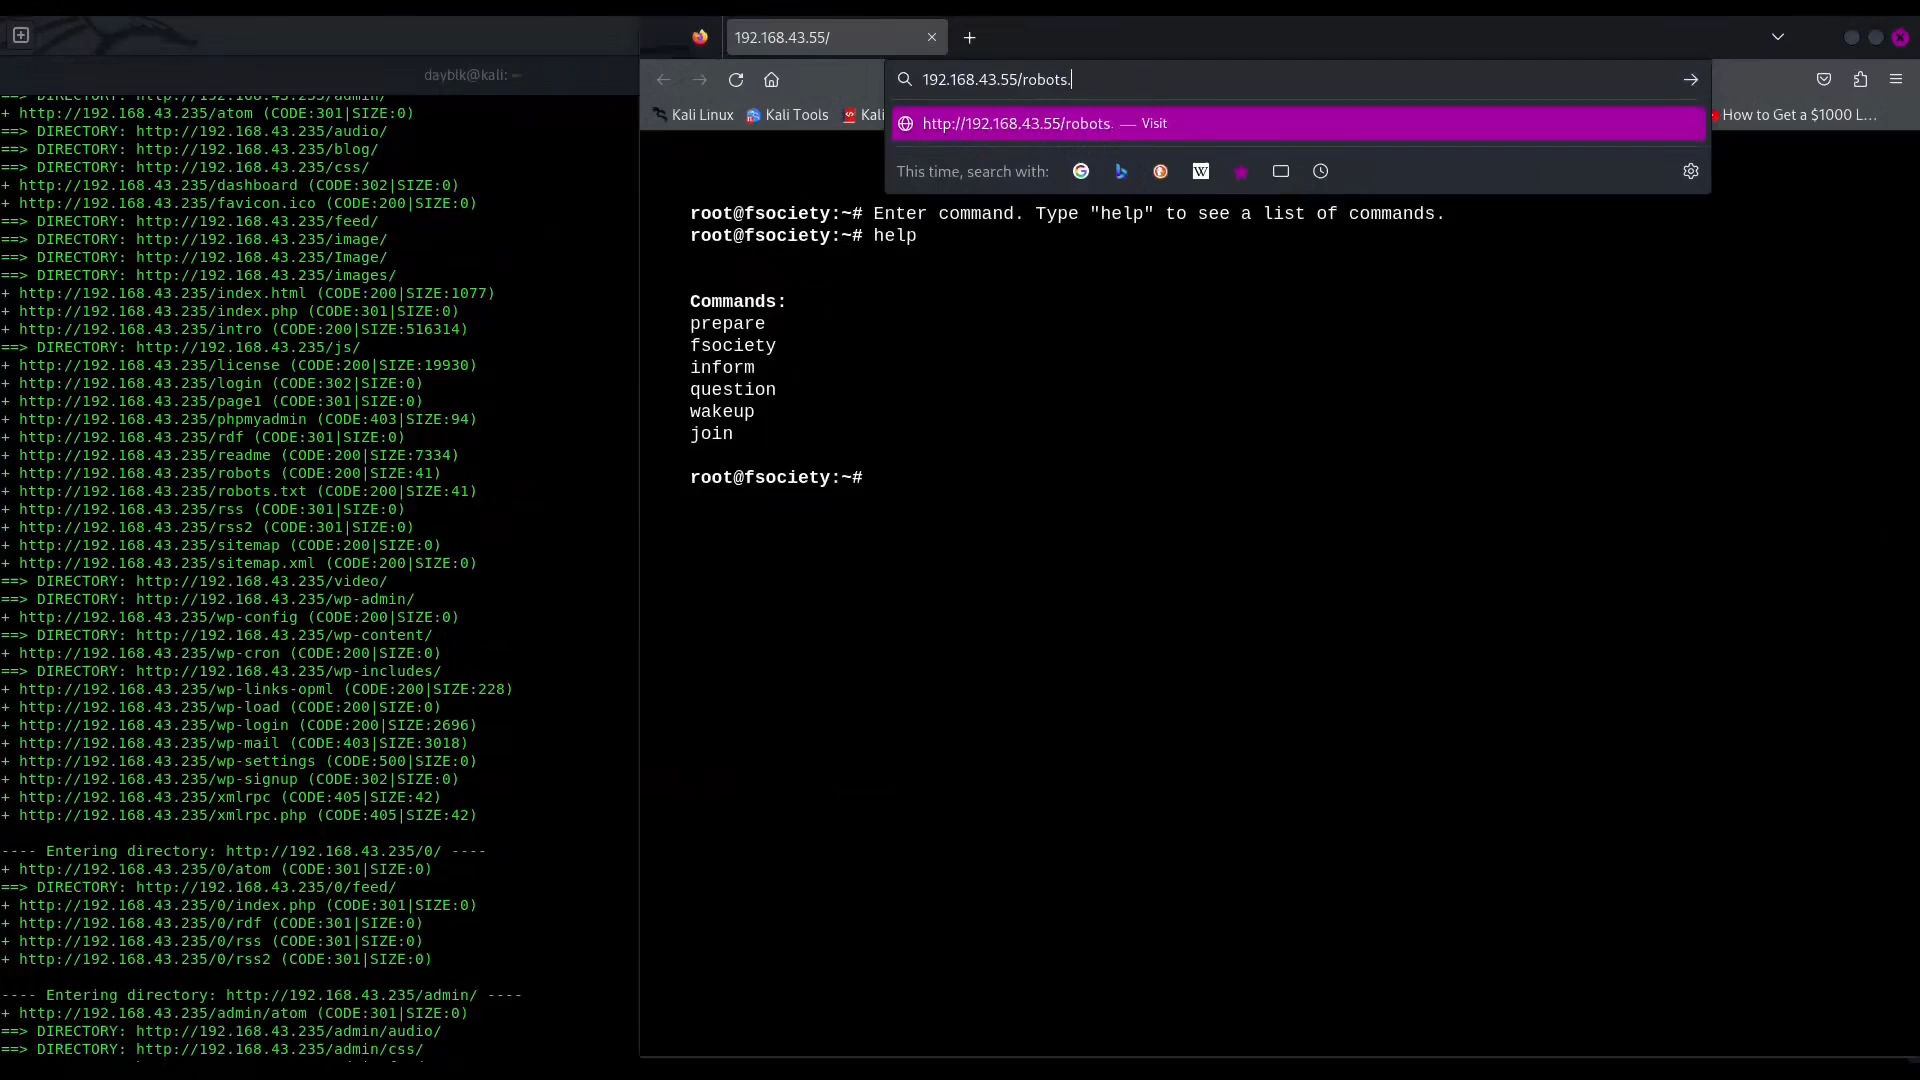 dayblk@kali: ~
==> DIRECTORY: http://192.168.43.235/admin/
+ http://192.168.43.235/atom (CODE:301|SIZE:0)
==> DIRECTORY: http://192.168.43.235/audio/
==> DIRECTORY: http://192.168.43.235/blog/
==> DIRECTORY: http://192.168.43.235/css/
+ http://192.168.43.235/dashboard (CODE:302|SIZE:0)
+ http://192.168.43.235/favicon.ico (CODE:200|SIZE:0)
==> DIRECTORY: http://192.168.43.235/feed/
==> DIRECTORY: http://192.168.43.235/image/
==> DIRECTORY: http://192.168.43.235/Image/
==> DIRECTORY: http://192.168.43.235/images/
+ http://192.168.43.235/index.html (CODE:200|SIZE:1077)
+ http://192.168.43.235/index.php (CODE:301|SIZE:0)
+ http://192.168.43.235/intro (CODE:200|SIZE:516314)
==> DIRECTORY: http://192.168.43.235/js/
+ http://192.168.43.235/license (CODE:200|SIZE:19930)
+ http://192.168.43.235/login (CODE:302|SIZE:0)
+ http://192.168.43.235/page1 (CODE:301|SIZE:0)
+ http://192.168.43.235/phpmyadmin (CODE:403|SIZE:94)
+ http://192.168.43.235/rdf (CODE:301|SIZE:0)
+ http://192.168.43.235/readme (CODE:200|SIZE:7334)
+ http://192.168.43.235/robots (CODE:200|SIZE:41)
+ http://192.168.43.235/robots.txt (CODE:200|SIZE:41)
+ http://192.168.43.235/rss (CODE:301|SIZE:0)
+ http://192.168.43.235/rss2 (CODE:301|SIZE:0)
+ http://192.168.43.235/sitemap (CODE:200|SIZE:0)
+ http://192.168.43.235/sitemap.xml (CODE:200|SIZE:0)
==> DIRECTORY: http://192.168.43.235/video/
==> DIRECTORY: http://192.168.43.235/wp-admin/
+ http://192.168.43.235/wp-config (CODE:200|SIZE:0)
==> DIRECTORY: http://192.168.43.235/wp-content/
+ http://192.168.43.235/wp-cron (CODE:200|SIZE:0)
==> DIRECTORY: http://192.168.43.235/wp-includes/
+ http://192.168.43.235/wp-links-opml (CODE:200|SIZE:228)
+ http://192.168.43.235/wp-load (CODE:200|SIZE:0)
+ http://192.168.43.235/wp-login (CODE:200|SIZE:2696)
+ http://192.168.43.235/wp-mail (CODE:403|SIZE:3018)
+ http://192.168.43.235/wp-settings (CODE:500|SIZE:0)
+ http://192.168.43.235/wp-signup (CODE:302|SIZE:0)
+ http://192.168.43.235/xmlrpc (CODE:405|SIZE:42)
+ http://192.168.43.235/xmlrpc.php (CODE:405|SIZE:42)
---- Entering directory: http://192.168.43.235/0/ ----
+ http://192.168.43.235/0/atom (CODE:301|SIZE:0)
==> DIRECTORY: http://192.168.43.235/0/feed/
+ http://192.168.43.235/0/index.php (CODE:301|SIZE:0)
+ http://192.168.43.235/0/rdf (CODE:301|SIZE:0)
+ http://192.168.43.235/0/rss (CODE:301|SIZE:0)
+ http://192.168.43.235/0/rss2 (CODE:301|SIZE:0)
---- Entering directory: http://192.168.43.235/admin/ ----
+ http://192.168.43.235/admin/atom (CODE:301|SIZE:0)
==> DIRECTORY: http://192.168.43.235/admin/audio/
==> DIRECTORY: http://192.168.43.235/admin/css/
192.168.43.55/
192.168.43.55/robots.
Kali Linux Kali Tools Kali How to Get a $1000 L...
http://192.168.43.55/robots. — Visit
This time, search with:
root@fsociety:~# Enter command. Type "help" to see a list of commands.
root@fsociety:~# help
Commands:
prepare
fsociety
inform
question
wakeup
join
root@fsociety:~#